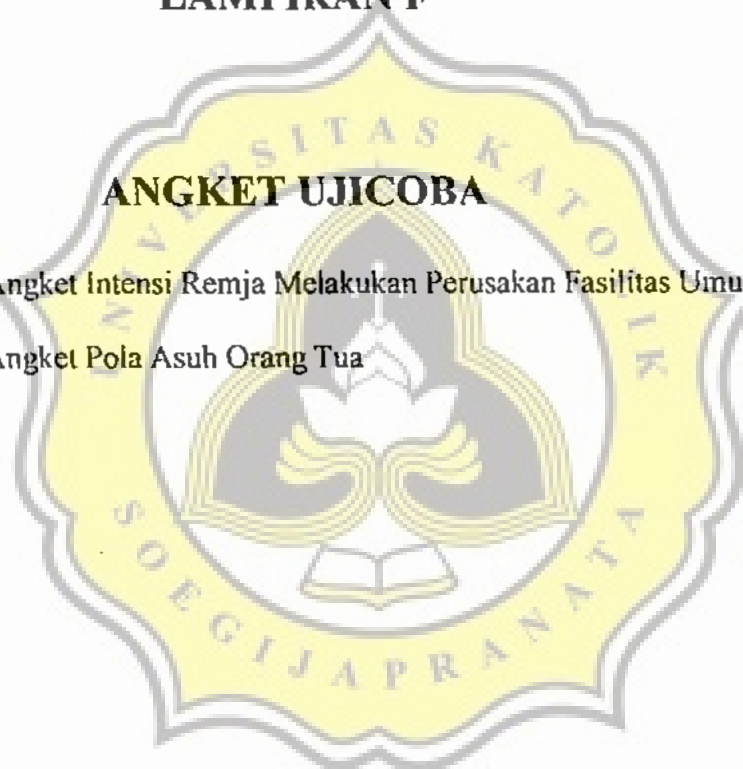 LAMPIRAN F
ANGKET UJICOBA
Angket Intensi Remja Melakukan Perusakan Fasilitas Umu
Angket Pola Asuh Orang Tua
UNIVERSITAS KATOLIK
SOEGIJAPRANATA